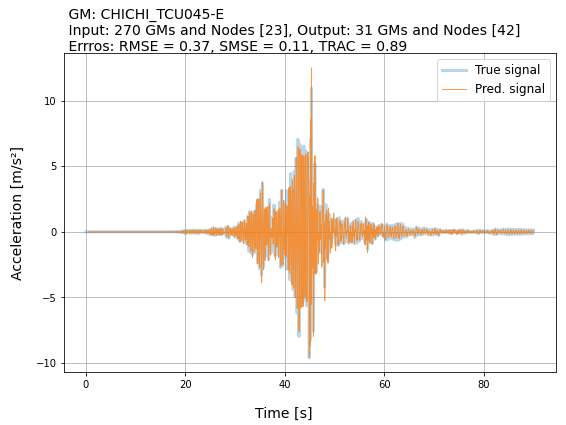 GM: CHICHI_TCU045-E
Input: 270 GMs and Nodes [23], Output: 31 GMs and Nodes [42]
Errros: RMSE = 0.37, SMSE = 0.11, TRAC = 0.89
True signal
Pred. signal
10
5
0
−5
−10
Acceleration [m/s²]
0 20 40 60 80
Time [s]